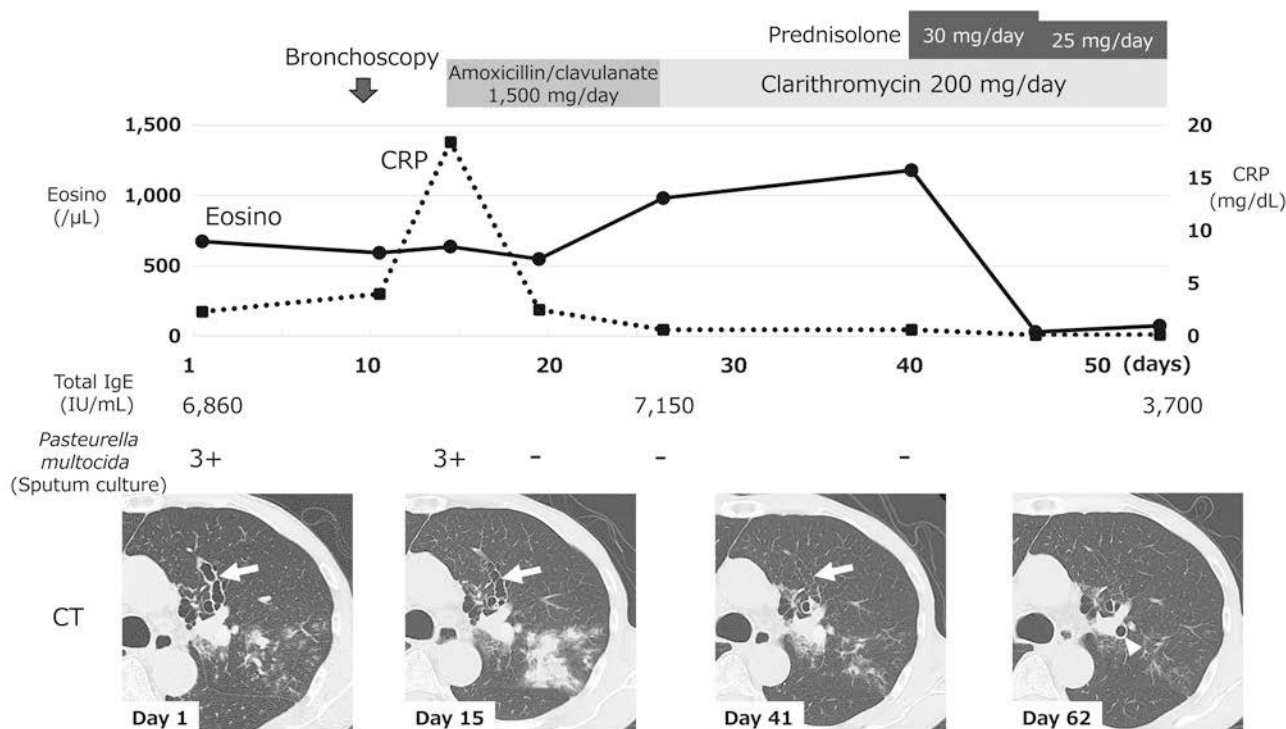 Prednisolone 30 mg/day 25 mg/day
Bronchoscopy
Amoxicillin/clavulanate
1,500 mg/day
Clarithromycin 200 mg/day
1,500 20
CRP
15
Eosino
(/μL)
1,000
CRP
(mg/dL)
Eosino
10
500 5
0 0
1 10 20 30 40 50 (days)
Total IgE
(IU/mL)
6,860 7,150 3,700
Pasteurella
multocida
(Sputum culture)
3+ 3+ – – –
CT
Day 1 Day 15 Day 41 Day 62